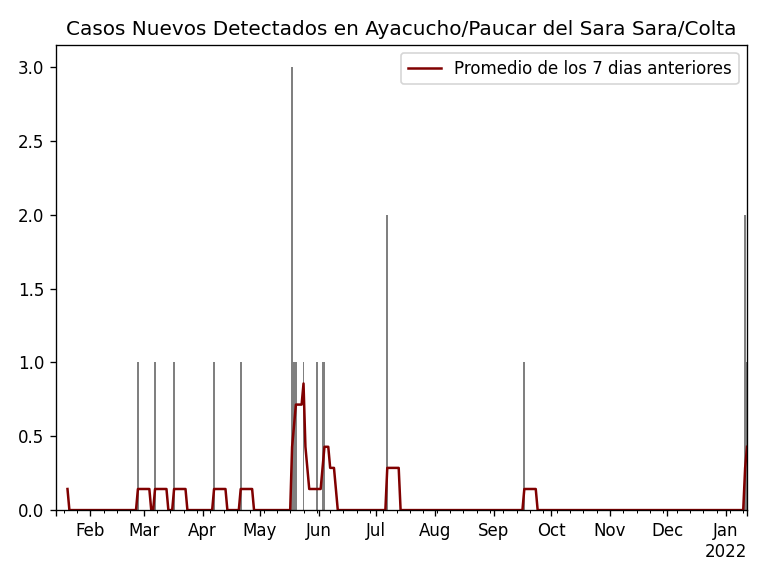 Casos Nuevos Detectados en Ayacucho/Paucar del Sara Sara/Colta
Promedio de los 7 dias anteriores
3.0
2.5
2.0
1.5
1.0
0.5
0.0
Feb Mar Apr May Jun Jul Aug Sep Oct Nov Dec Jan
2022